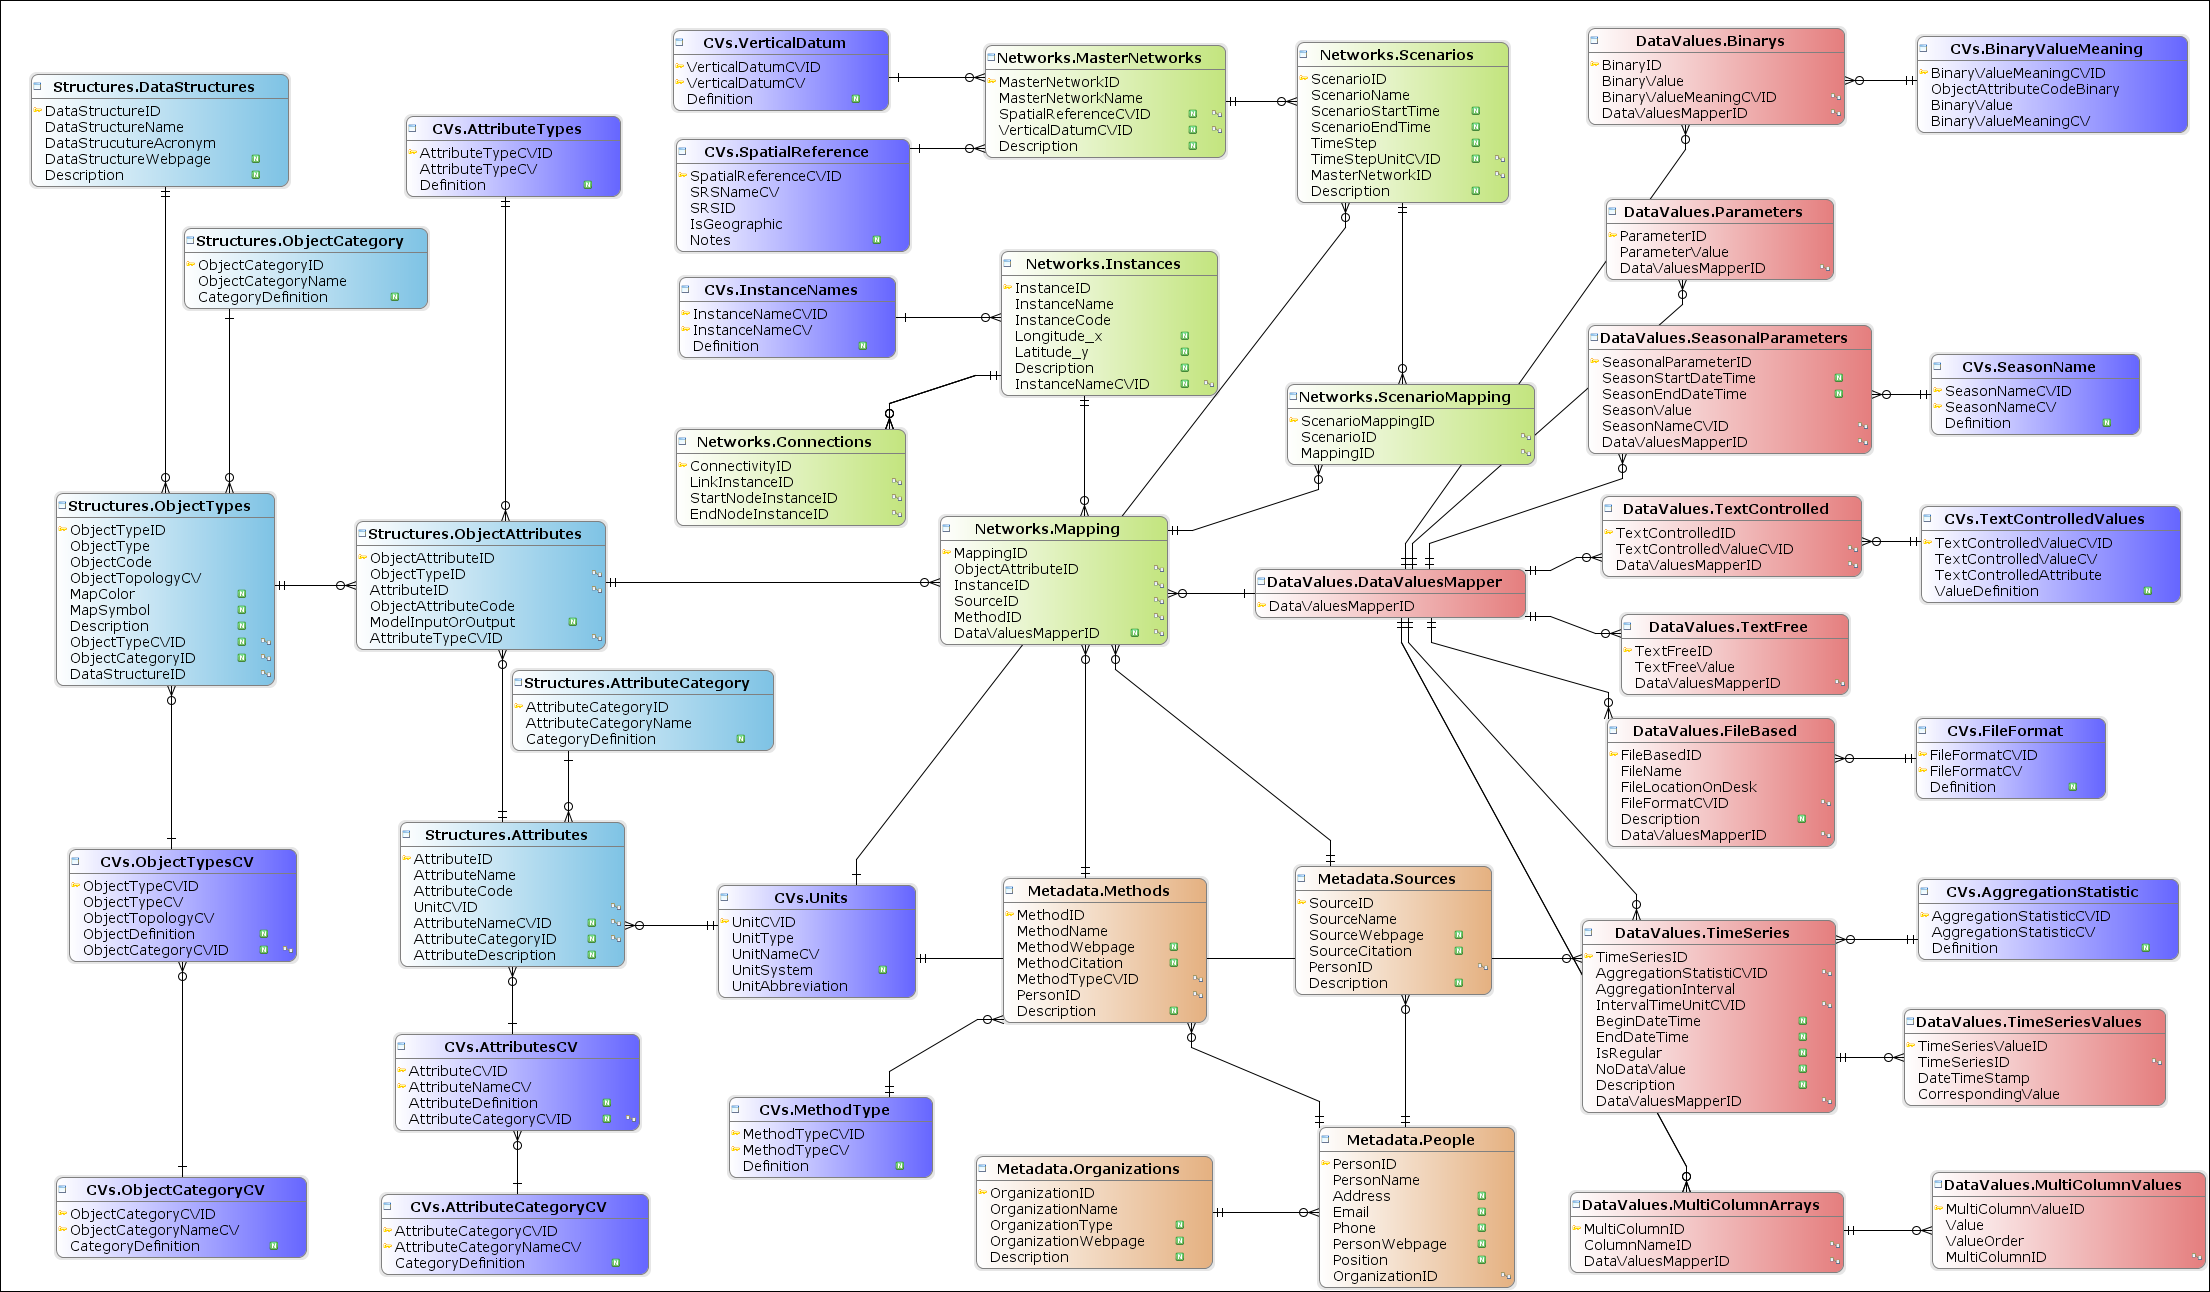 Structures.DataStructures
DataStructureID
DataStructureName
DataStrucutureAcronym
DataStructureWebpage
Description
Structures.ObjectCategory
ObjectCategoryID
ObjectCategoryName
CategoryDefinition
CVs.AttributeTypes
AttributeTypeCVID
AttributeTypeCV
Definition
Structures.ObjectTypes
ObjectTypeID
ObjectType
ObjectCode
ObjectTopologyCV
MapColor
MapSymbol
Description
ObjectTypeCVID
ObjectCategoryID
DataStructureID
Structures.ObjectAttributes
ObjectAttributeID
ObjectTypeID
AttributeID
ObjectAttributeCode
ModelInputOrOutput
AttributeTypeCVID
Structures.AttributeCategory
AttributeCategoryID
AttributeCategoryName
CategoryDefinition
Structures.Attributes
AttributeID
AttributeName
AttributeCode
UnitCVID
AttributeNameCVID
AttributeCategoryID
AttributeDescription
CVs.ObjectTypesCV
ObjectTypeCVID
ObjectTypeCV
ObjectTopologyCV
ObjectDefinition
ObjectCategoryCVID
CVs.ObjectCategoryCV
ObjectCategoryCVID
ObjectCategoryNameCV
CategoryDefinition
CVs.AttributesCV
AttributeCVID
AttributeNameCV
AttributeDefinition
AttributeCategoryCVID
CVs.AttributeCategoryCV
AttributeCategoryCVID
AttributeCategoryNameCV
CategoryDefinition
CVs.VerticalDatum
VerticalDatumCVID
VerticalDatumCV
Definition
CVs.SpatialReference
SpatialReferenceCVID
SRSNameCV
SRSID
IsGeographic
Notes
CVs.InstanceNames
InstanceNameCVID
InstanceNameCV
Definition
Networks.MasterNetworks
MasterNetworkID
MasterNetworkName
SpatialReferenceCVID
VerticalDatumCVID
Description
Networks.Scenarios
ScenarioID
ScenarioName
ScenarioStartTime
ScenarioEndTime
TimeStep
TimeStepUnitCVID
MasterNetworkID
Description
Networks.Instances
InstanceID
InstanceName
InstanceCode
Longitude_x
Latitude_y
Description
InstanceNameCVID
Networks.Connections
ConnectivityID
LinkInstanceID
StartNodeInstanceID
EndNodeInstanceID
Networks.ScenarioMapping
ScenarioMappingID
ScenarioID
MappingID
Networks.Mapping
MappingID
ObjectAttributeID
InstanceID
SourceID
MethodID
DataValuesMapperID
CVs.Units
UnitCVID
UnitType
UnitNameCV
UnitSystem
UnitAbbreviation
Metadata.Methods
MethodID
MethodName
MethodWebpage
MethodCitation
MethodTypeCVID
PersonID
Description
Metadata.Sources
SourceID
SourceName
SourceWebpage
SourceCitation
PersonID
Description
CVs.MethodType
MethodTypeCVID
MethodTypeCV
Definition
Metadata.Organizations
OrganizationID
OrganizationName
OrganizationType
OrganizationWebpage
Description
Metadata.People
PersonID
PersonName
Address
Email
Phone
PersonWebpage
Position
OrganizationID
DataValues.Binarys
BinaryID
BinaryValue
BinaryValueMeaningCVID
DataValuesMapperID
CVs.BinaryValueMeaning
BinaryValueMeaningCVID
ObjectAttributeCodeBinary
BinaryValue
BinaryValueMeaningCV
DataValues.Parameters
ParameterID
ParameterValue
DataValuesMapperID
DataValues.SeasonalParameters
SeasonalParameterID
SeasonStartDateTime
SeasonEndDateTime
SeasonValue
SeasonNameCVID
DataValuesMapperID
CVs.SeasonName
SeasonNameCVID
SeasonNameCV
Definition
DataValues.TextControlled
TextControlledID
TextControlledValueCVID
DataValuesMapperID
CVs.TextControlledValues
TextControlledValueCVID
TextControlledValueCV
TextControlledAttribute
ValueDefinition
DataValues.DataValuesMapper
DataValuesMapperID
DataValues.TextFree
TextFreeID
TextFreeValue
DataValuesMapperID
DataValues.FileBased
FileBasedID
FileName
FileLocationOnDesk
FileFormatCVID
Description
DataValuesMapperID
CVs.FileFormat
FileFormatCVID
FileFormatCV
Definition
DataValues.TimeSeries
TimeSeriesID
AggregationStatistiCVID
AggregationInterval
IntervalTimeUnitCVID
BeginDateTime
EndDateTime
IsRegular
NoDataValue
Description
DataValuesMapperID
CVs.AggregationStatistic
AggregationStatisticCVID
AggregationStatisticCV
Definition
DataValues.TimeSeriesValues
TimeSeriesValueID
TimeSeriesID
DateTimeStamp
CorrespondingValue
DataValues.MultiColumnArrays
MultiColumnID
ColumnNameID
DataValuesMapperID
DataValues.MultiColumnValues
MultiColumnValueID
Value
ValueOrder
MultiColumnID